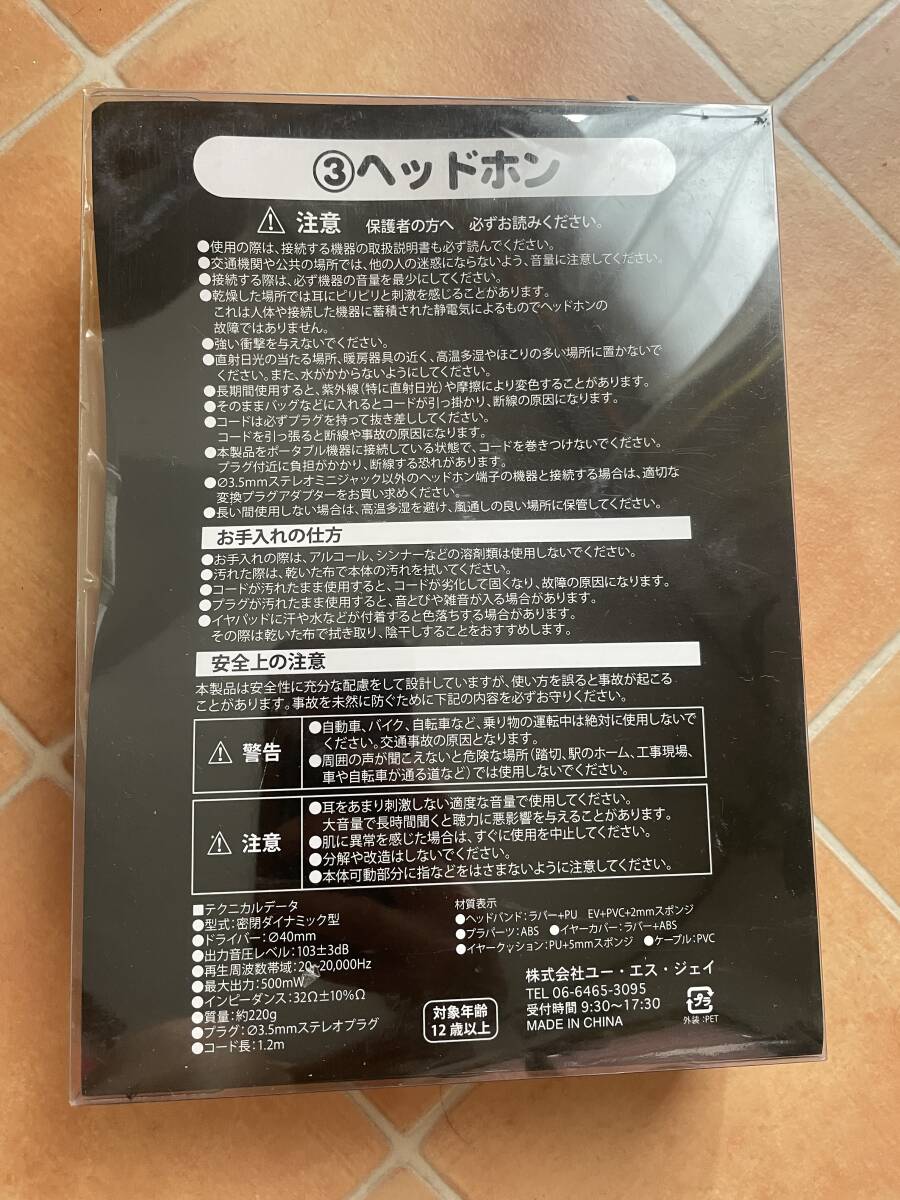 ③ヘッドホン
⚠ 注意 保護者の方へ 必ずお読みください。
●使用の際は、接続する機器の取扱説明書も必ず読んでください。
●交通機関や公共の場所では、他の人の迷惑にならないよう、音量に注意してください。
●接続する際は、必ず機器の音量を最少にしてください。
●乾燥した場所では耳にピリピリと刺激を感じることがあります。
これは人体や接続した機器に蓄積された静電気によるものでヘッドホンの
故障ではありません。
●強い衝撃を与えないでください。
●直射日光の当たる場所、暖房器具の近く、高温多湿やほこりの多い場所に置かないで
ください。また、水がかからないようにしてください。
●長期間使用すると、紫外線(特に直射日光)や摩擦により変色することがあります。
●そのままバッグなどに入れるとコードが引っ掛かり、断線の原因になります。
●コードは必ずプラグを持って抜き差ししてください。
コードを引っ張ると断線や事故の原因になります。
●本製品をポータブル機器に接続している状態で、コードを巻きつけないでください。
プラグ付近に負担がかかり、断線する恐れがあります。
●Ø3.5mmステレオミニジャック以外のヘッドホン端子の機器と接続する場合は、適切な
変換プラグアダプターをお買い求めください。
●長い間使用しない場合は、高温多湿を避け、風通しの良い場所に保管してください。
お手入れの仕方
●お手入れの際は、アルコール、シンナーなどの溶剤類は使用しないでください。
●汚れた際は、乾いた布で本体の汚れを拭いてください。
●コードが汚れたまま使用すると、コードが劣化して固くなり、故障の原因になります。
●プラグが汚れたまま使用すると、音とびや雑音が入る場合があります。
●イヤパッドに汗や水などが付着すると色落ちする場合があります。
その際は乾いた布で拭き取り、陰干しすることをおすすめします。
安全上の注意
本製品は安全性に充分な配慮をして設計していますが、使い方を誤ると事故が起こる
ことがあります。事故を未然に防ぐために下記の内容を必ずお守りください。
⚠ 警告
●自動車、バイク、自転車など、乗り物の運転中は絶対に使用しないで
ください。交通事故の原因となります。
●周囲の声が聞こえないと危険な場所(踏切、駅のホーム、工事現場、
車や自転車が通る道など)では使用しないでください。
⚠ 注意
●耳をあまり刺激しない適度な音量で使用してください。
大音量で長時間聞くと聴力に悪影響を与えることがあります。
●肌に異常を感じた場合は、すぐに使用を中止してください。
●分解や改造はしないでください。
●本体可動部分に指などをはさまないように注意してください。
■テクニカルデータ
●型式:密閉ダイナミック型
●ドライバー:Ø40mm
●出力音圧レベル:103±3dB
●再生周波数帯域:20~20,000Hz
●最大出力:500mW
●インピーダンス:32Ω±10%Ω
●質量:約220g
●プラグ:Ø3.5mmステレオプラグ
●コード長:1.2m
対象年齢
12歳以上
材質表示
●ヘッドバンド:ラバー+PU EV+PVC+2mmスポンジ
●プラパーツ:ABS ●イヤーカバー:ラバー+ABS
●イヤークッション:PU+5mmスポンジ ●ケーブル:PVC
株式会社ユー・エス・ジェイ
TEL 06-6465-3095
受付時間 9:30~17:30
MADE IN CHINA
プラ
外装:PET